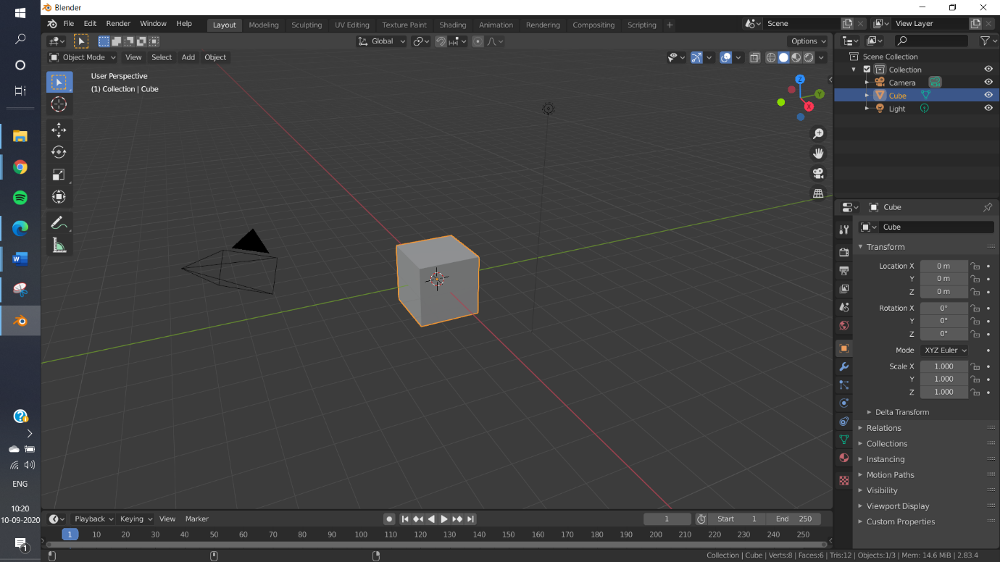 Blender
File Edit Render Window Help Layout Modeling Sculpting UV Editing Texture Paint Shading Animation Rendering Compositing Scripting + Scene View Layer
Global Options
Object Mode View Select Add Object
User Perspective
(1) Collection | Cube
Z
Y
X
Scene Collection
Collection
Camera
Cube
Light
Cube
Cube
Transform
Location X 0 m
Y 0 m
Z 0 m
Rotation X 0°
Y 0°
Z 0°
Mode XYZ Euler
Scale X 1.000
Y 1.000
Z 1.000
Delta Transform
Relations
Collections
Instancing
Motion Paths
Visibility
Viewport Display
Custom Properties
Playback Keying View Marker 1 Start 1 End 250
1 10 20 30 40 50 60 70 80 90 100 110 120 130 140 150 160 170 180 190 200 210 220 230 240 250
Collection | Cube | Verts:8 | Faces:6 | Tris:12 | Objects:1/3 | Mem: 14.6 MiB | 2.83.4
W
ENG
10:20
10-09-2020
1